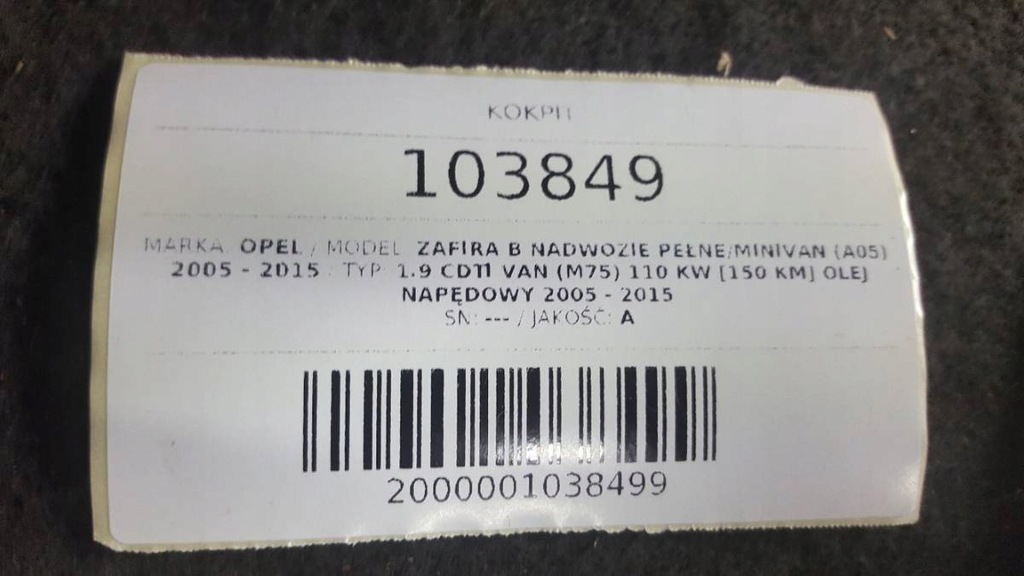 KOKPIT
103849
MARKA: OPEL / MODEL: ZAFIRA B NADWOZIE PEŁNE/MINIVAN (A05)
2005 - 2015 / TYP: 1.9 CDTI VAN (M75) 110 KW [150 KM] OLEJ
NAPĘDOWY 2005 - 2015
SN: --- / JAKOŚĆ: A
2000001038499